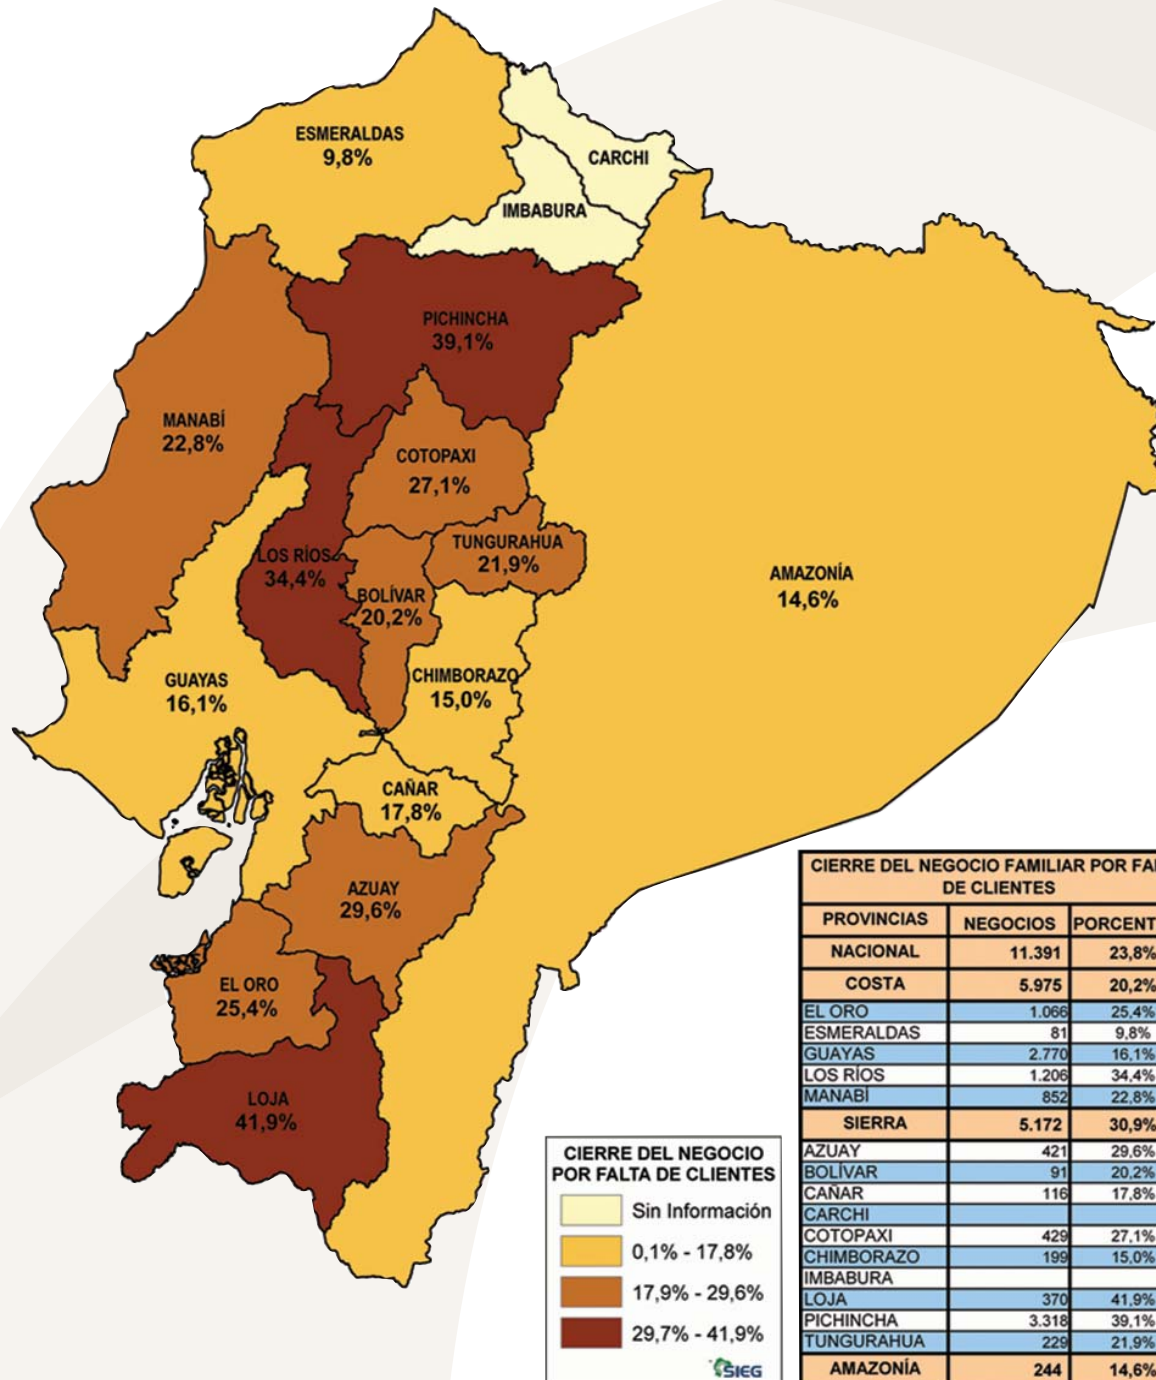 ESMERALDAS
9,8%
CARCHI
IMBABURA
PICHINCHA
39,1%
MANABÍ
22,8%
COTOPAXI
27,1%
TUNGURAHUA
21,9%
LOS RÍOS
34,4%
BOLÍVAR
20,2%
AMAZONÍA
14,6%
GUAYAS
16,1%
CHIMBORAZO
15,0%
CAÑAR
17,8%
AZUAY
29,6%
EL ORO
25,4%
LOJA
41,9%
CIERRE DEL NEGOCIO
POR FALTA DE CLIENTES
Sin Información
0,1% - 17,8%
17,9% - 29,6%
29,7% - 41,9%
SIEG
CIERRE DEL NEGOCIO FAMILIAR POR FA
DE CLIENTES
PROVINCIAS NEGOCIOS PORCENT
NACIONAL 11.391 23,8%
COSTA 5.975 20,2%
EL ORO 1.066 25,4%
ESMERALDAS 81 9,8%
GUAYAS 2.770 16,1%
LOS RÍOS 1.206 34,4%
MANABÍ 852 22,8%
SIERRA 5.172 30,9%
AZUAY 421 29,6%
BOLÍVAR 91 20,2%
CAÑAR 116 17,8%
CARCHI
COTOPAXI 429 27,1%
CHIMBORAZO 199 15,0%
IMBABURA
LOJA 370 41,9%
PICHINCHA 3.318 39,1%
TUNGURAHUA 229 21,9%
AMAZONÍA 244 14,6%